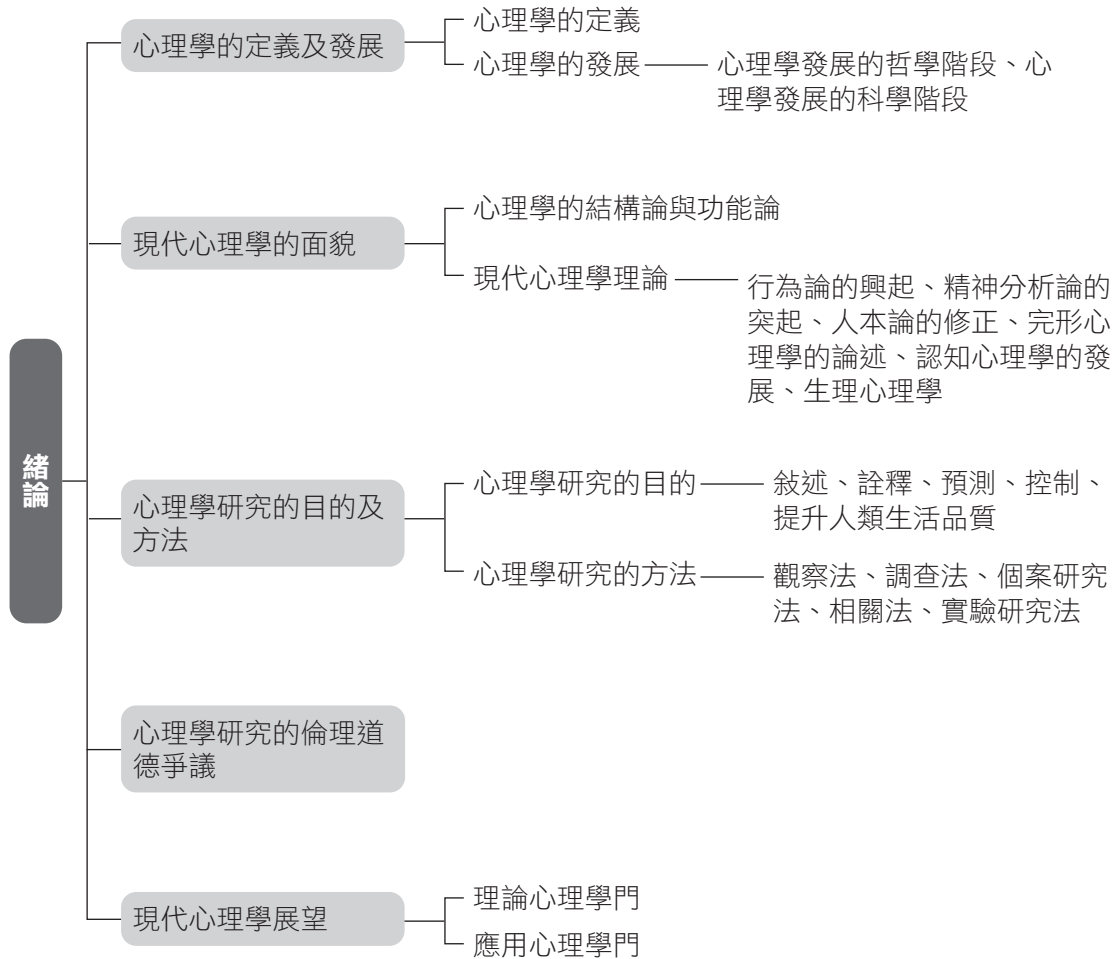 緒論
心理學的定義及發展
心理學的定義
心理學的發展
心理學發展的哲學階段、心
理學發展的科學階段
現代心理學的面貌
心理學的結構論與功能論
現代心理學理論
行為論的興起、精神分析論的
突起、人本論的修正、完形心
理學的論述、認知心理學的發
展、生理心理學
心理學研究的目的及
方法
心理學研究的目的
敍述、詮釋、預測、控制、
提升人類生活品質
心理學研究的方法
觀察法、調查法、個案研究
法、相關法、實驗研究法
心理學研究的倫理道
德爭議
現代心理學展望
理論心理學門
應用心理學門